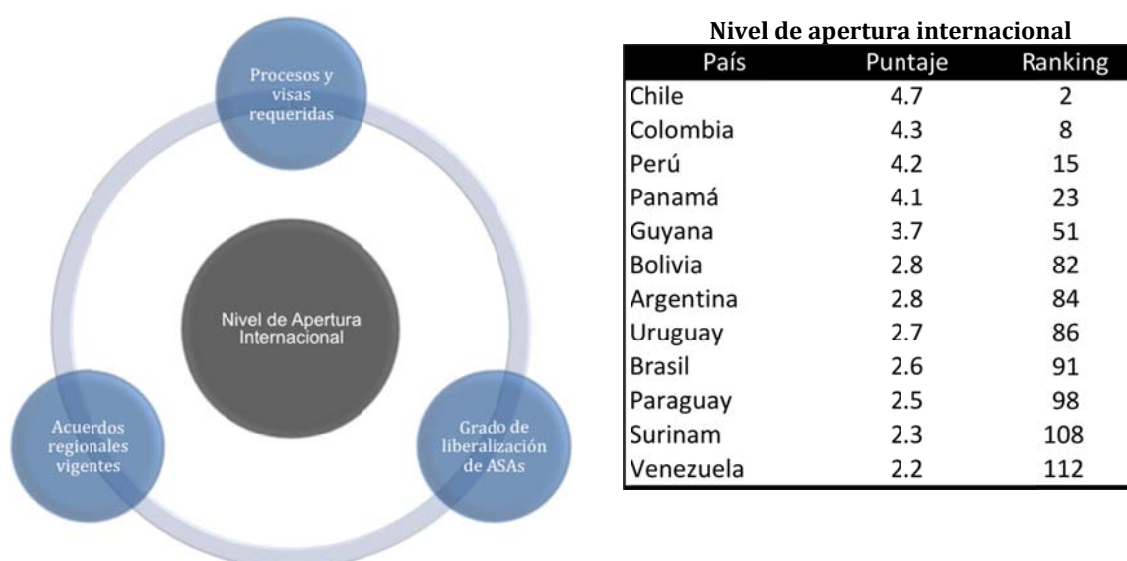 Procesos y
visas
requeridas
Nivel de Apertura
Internacional
Acuerdos
regionales
vigentes
Grado de
liberalización
de ASAs
Nivel de apertura internacional
País Puntaje Ranking
Chile 4.7 2
Colombia 4.3 8
Perú 4.2 15
Panamá 4.1 23
Guyana 3.7 51
Bolivia 2.8 82
Argentina 2.8 84
Uruguay 2.7 86
Brasil 2.6 91
Paraguay 2.5 98
Surinam 2.3 108
Venezuela 2.2 112